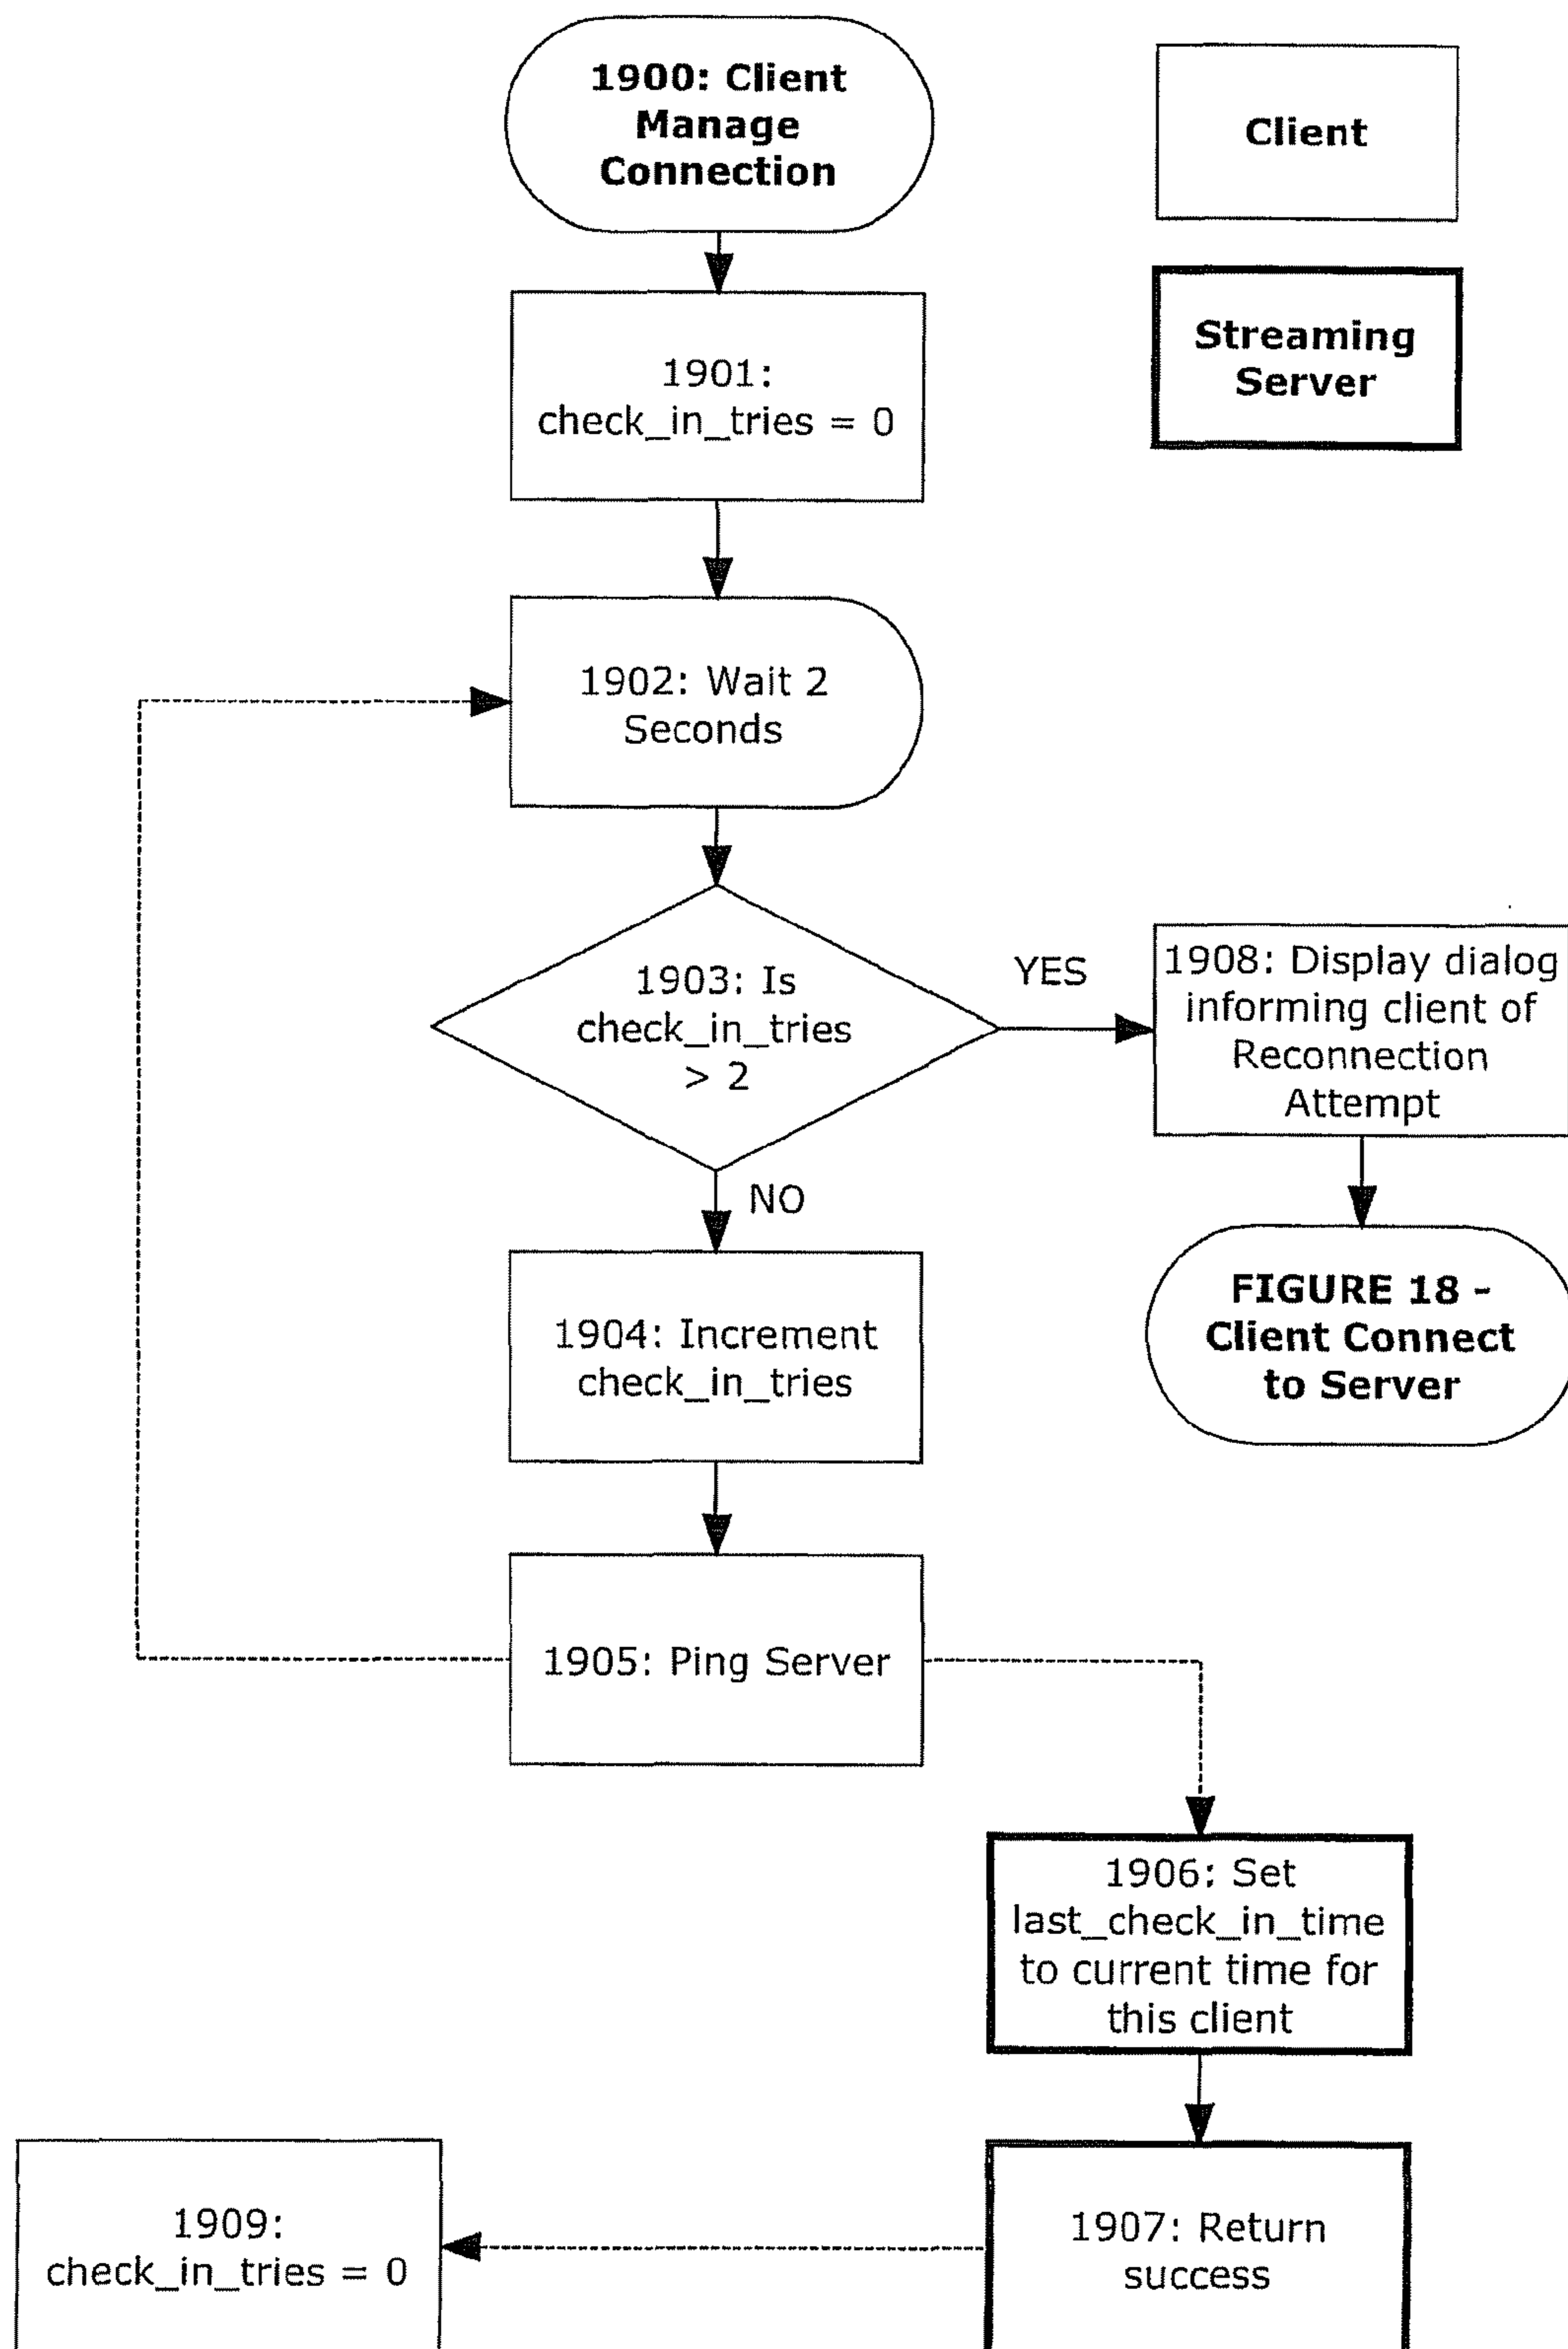 1900: Client
Manage
Connection
Client
Streaming
Server
1901:
check_in_tries = 0
1902: Wait 2
Seconds
1903: Is
check_in_tries
> 2
YES
1908: Display dialog
informing client of
Reconnection
Attempt
NO
FIGURE 18 -
Client Connect
to Server
1904: Increment
check_in_tries
1905: Ping Server
1906: Set
last_check_in_time
to current time for
this client
1907: Return
success
1909:
check_in_tries = 0